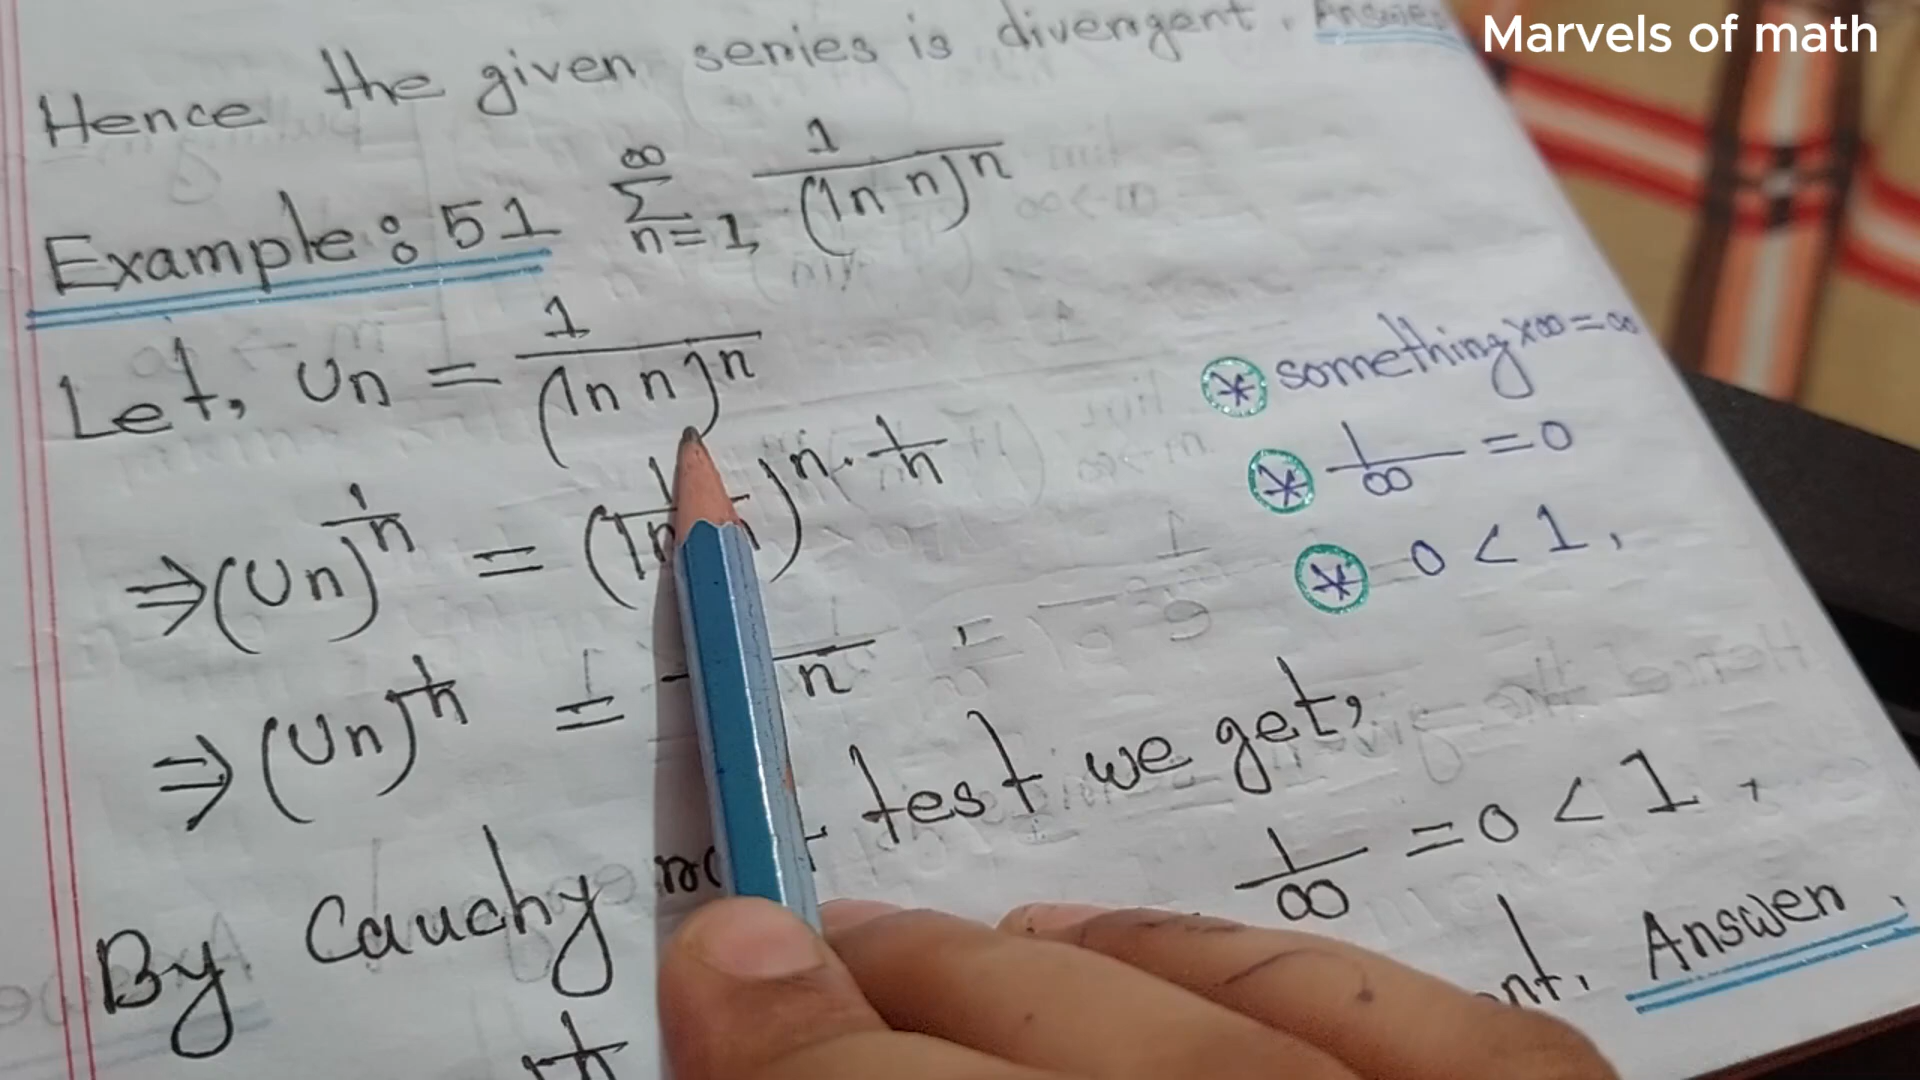 Marvels of math
Hence the given series is divergent. Answer
Example: 51 ∞ Σ n=1 1/(ln n)^n
Let, Un = 1/(ln n)^n
* something×∞=∞
⇒(Un)^1/n = (1/ln n)^n·1/n
* 1/∞ = 0
* 0 < 1,
⇒(Un)^1/n = n
By Cauchy test we get,
1/n 1/∞ = 0 < 1,
Answer.